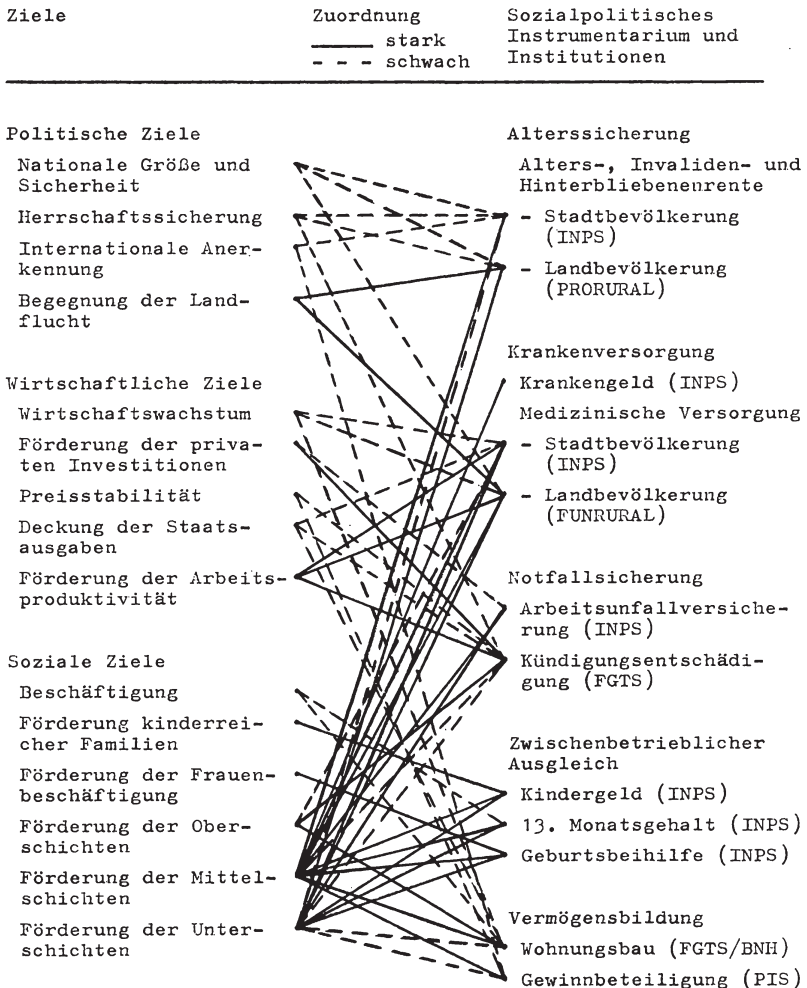 Ziele
Zuordnung
stark
schwach
Sozialpolitisches
Instrumentarium und
Institutionen
Politische Ziele
Nationale Größe und
Sicherheit
Herrschaftssicherung
Internationale Aner-
kennung
Begegnung der Land-
flucht
Wirtschaftliche Ziele
Wirtschaftswachstum
Förderung der priva-
ten Investitionen
Preisstabilität
Deckung der Staats-
ausgaben
Förderung der Arbeits-
produktivität
Soziale Ziele
Beschäftigung
Förderung kinderrei-
cher Familien
Förderung der Frauen-
beschäftigung
Förderung der Ober-
schichten
Förderung der Mittel-
schichten
Förderung der Unter-
schichten
Alterssicherung
Alters-, Invaliden- und
Hinterbliebenenrente
- Stadtbevölkerung
(INPS)
- Landbevölkerung
(PRORURAL)
Krankenversorgung
Krankengeld (INPS)
Medizinische Versorgung
- Stadtbevölkerung
(INPS)
- Landbevölkerung
(FUNRURAL)
Notfallsicherung
Arbeitsunfallversiche-
rung (INPS)
Kündigungsentschädi-
gung (FGTS)
Zwischenbetrieblicher
Ausgleich
Kindergeld (INPS)
13. Monatsgehalt (INPS)
Geburtsbeihilfe (INPS)
Vermögensbildung
Wohnungsbau (FGTS/BNH)
Gewinnbeteiligung (PIS)